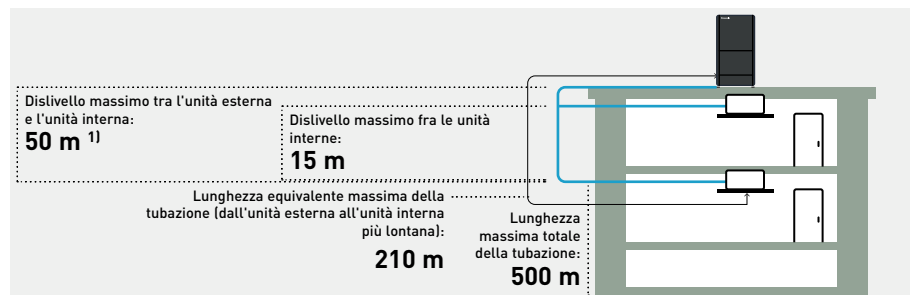 Dislivello massimo tra l'unità esterna
e l'unità interna:
50 m 1)
Dislivello massimo fra le unità
interne:
15 m
Lunghezza equivalente massima della
tubazione (dall'unità esterna all'unità interna
più lontana):
210 m
Lunghezza
massima totale
della tubazione:
500 m